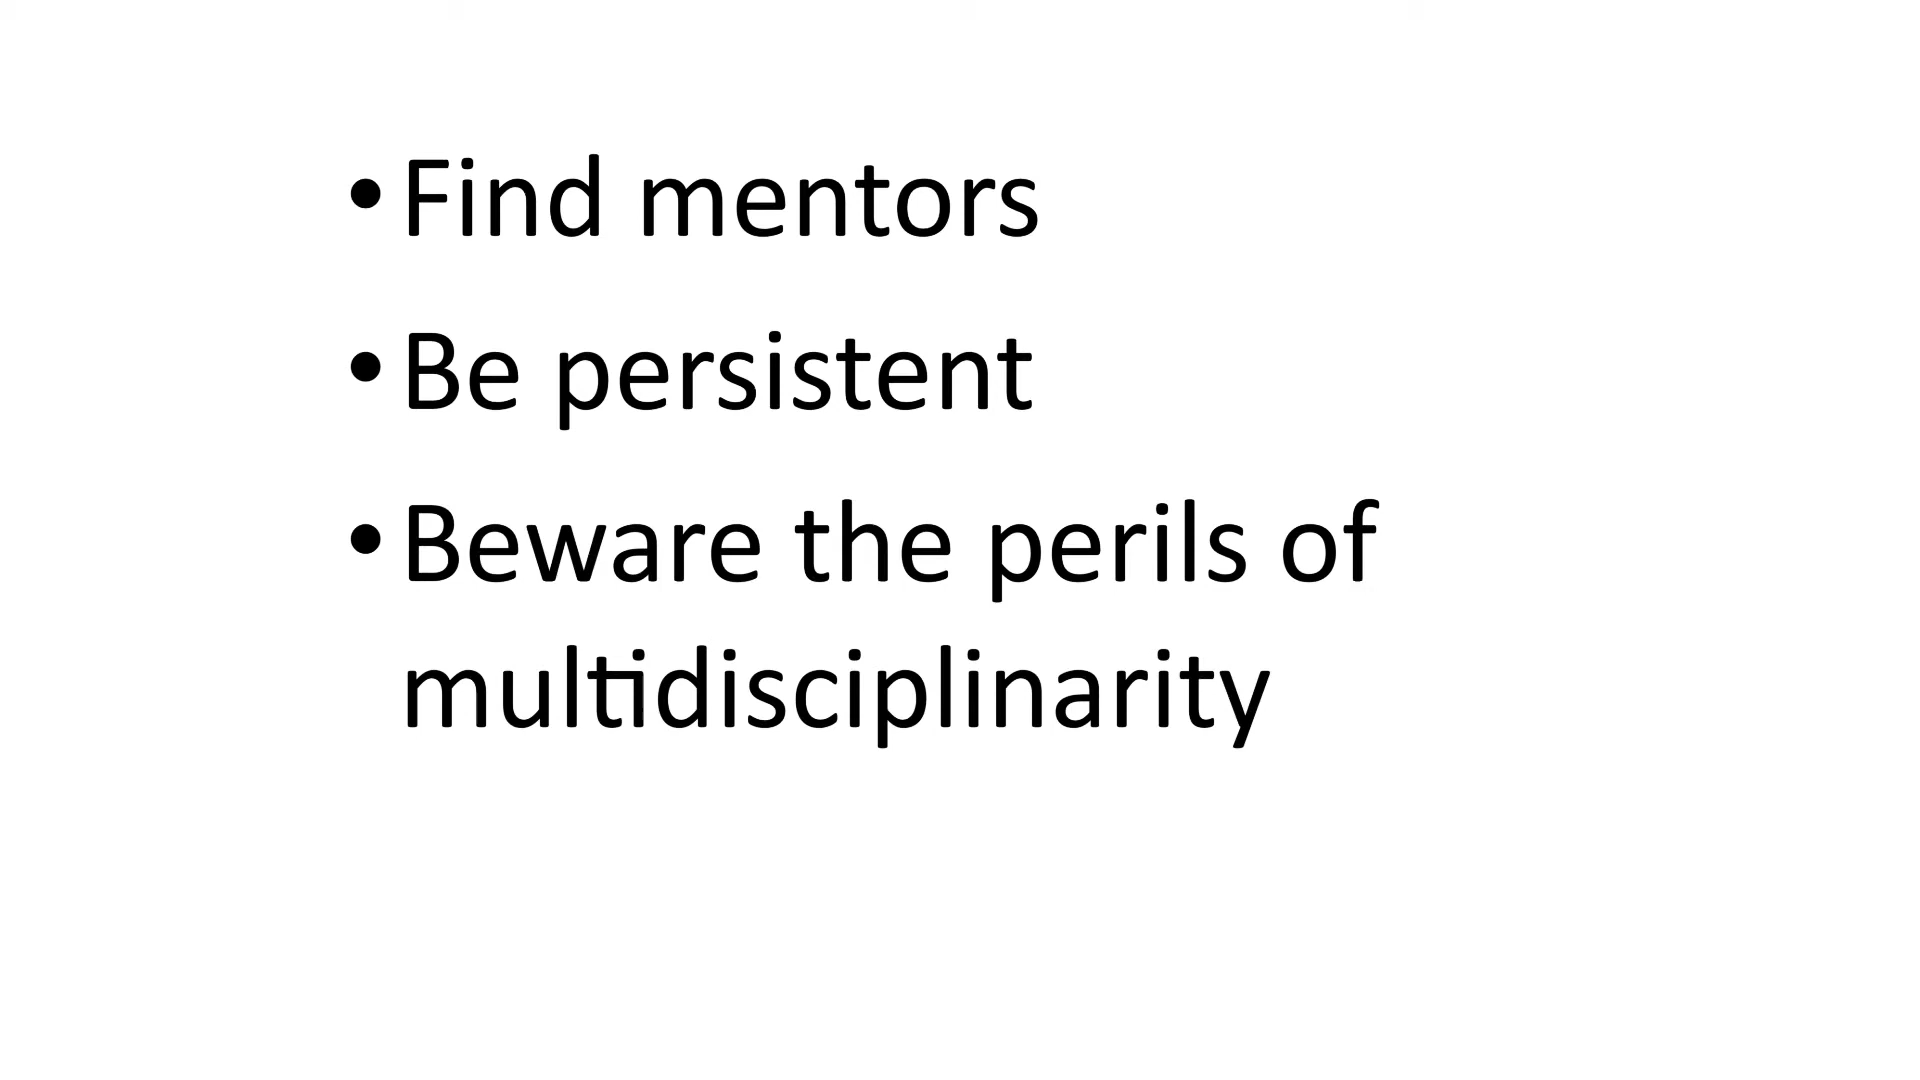 • Find mentors
• Be persistent
• Beware the perils of
multidisciplinarity